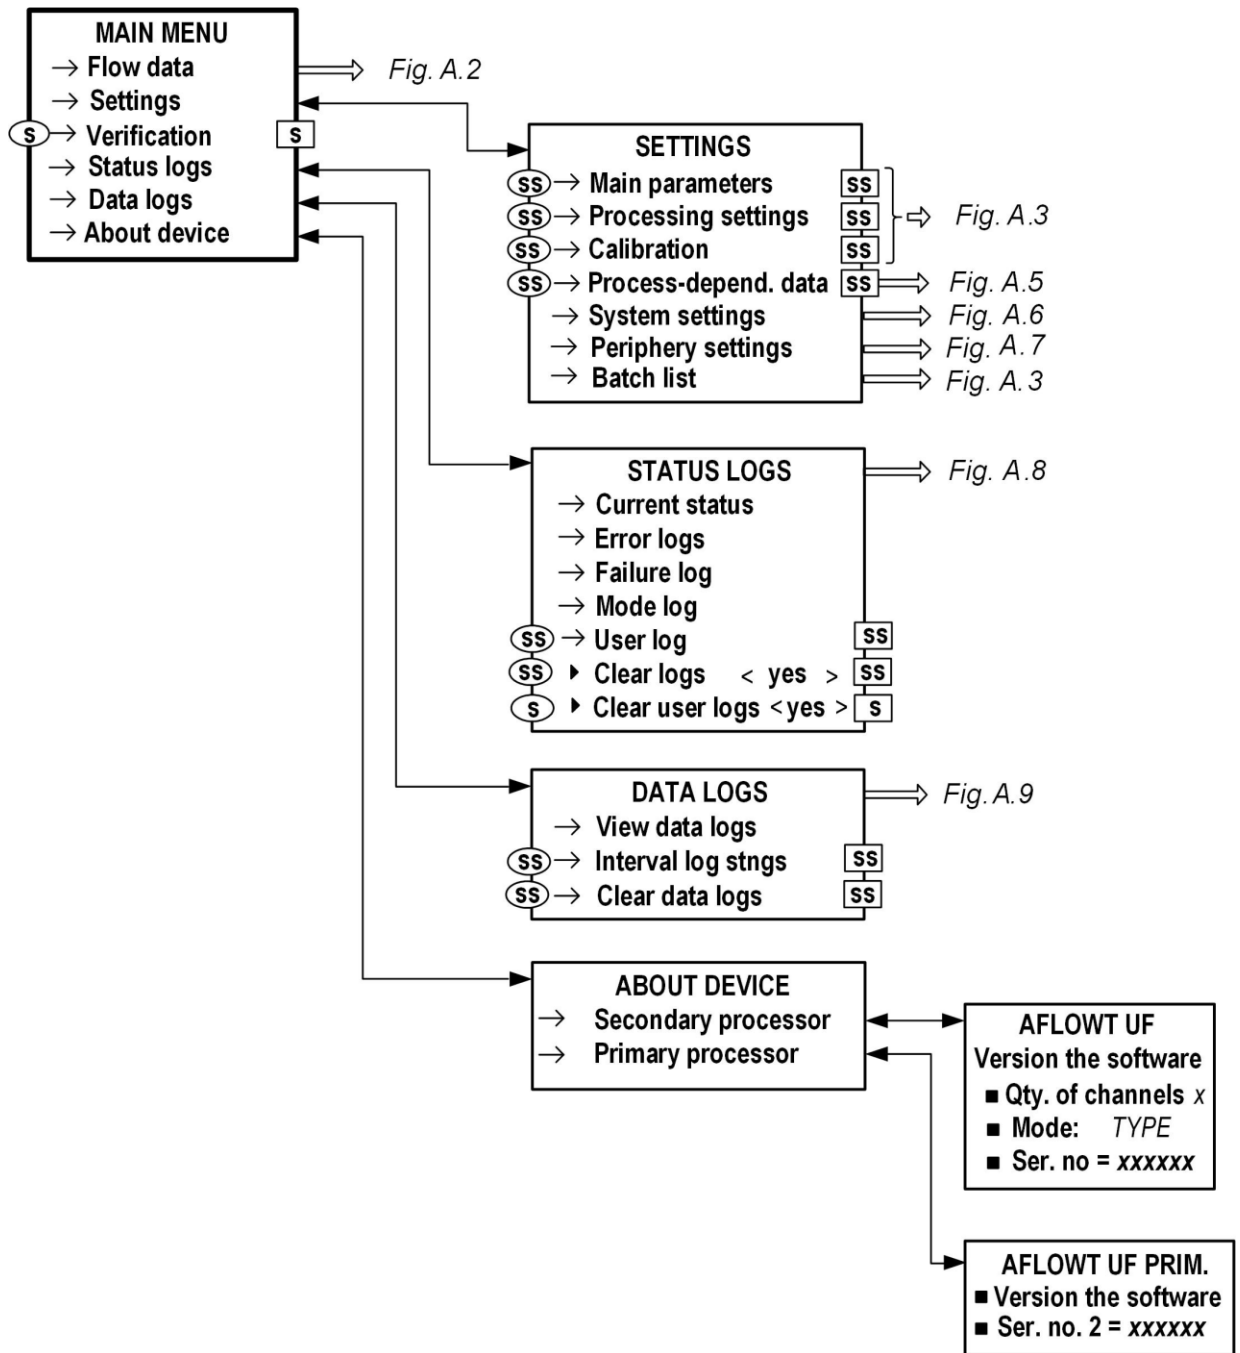 MAIN MENU
→ Flow data
Fig. A.2
→ Settings
S → Verification S
→ Status logs
→ Data logs
→ About device
SETTINGS
SS → Main parameters SS
SS → Processing settings SS
Fig. A.3
SS → Calibration SS
SS → Process-depend. data SS
Fig. A.5
→ System settings
Fig. A.6
→ Periphery settings
Fig. A.7
→ Batch list
Fig. A.3
STATUS LOGS
Fig. A.8
→ Current status
→ Error logs
→ Failure log
→ Mode log
SS → User log SS
SS ▶ Clear logs < yes > SS
S ▶ Clear user logs <yes > S
DATA LOGS
Fig. A.9
→ View data logs
SS → Interval log stngs SS
SS → Clear data logs SS
ABOUT DEVICE
→ Secondary processor
→ Primary processor
AFLOWT UF
Version the software
■ Qty. of channels x
■ Mode: TYPE
■ Ser. no = xxxxxx
AFLOWT UF PRIM.
■ Version the software
■ Ser. no. 2 = xxxxxx